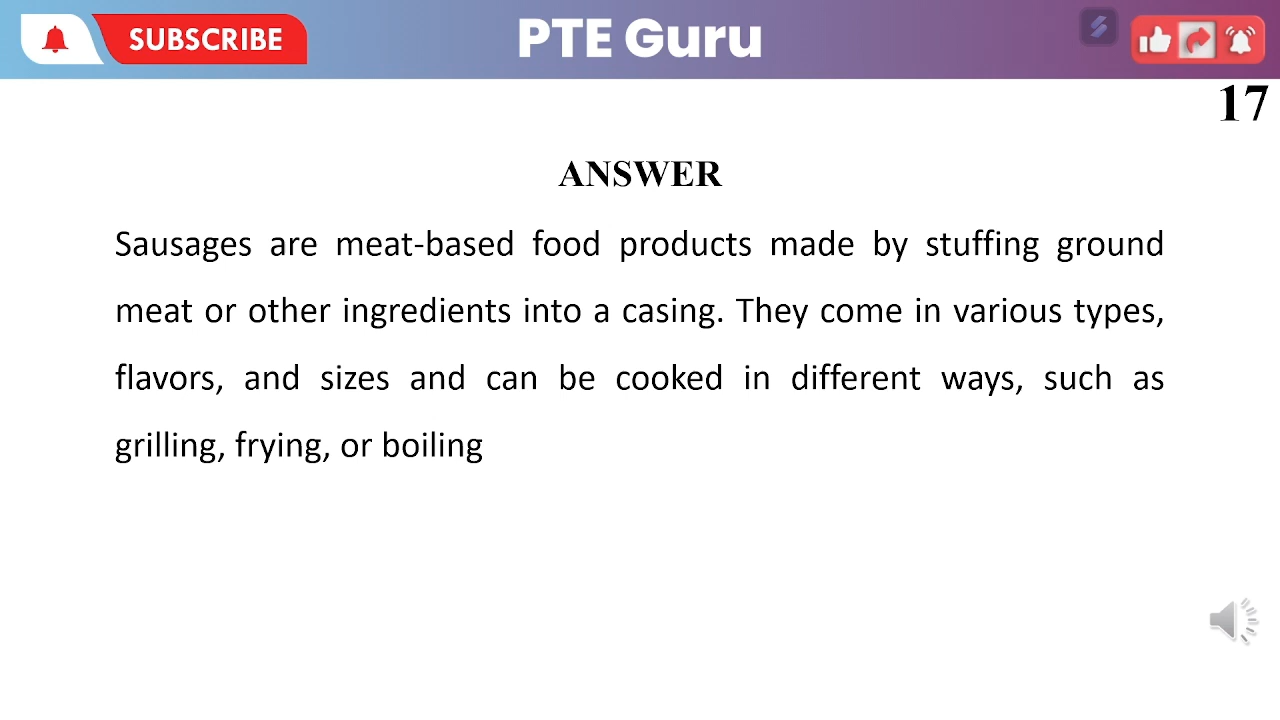 SUBSCRIBE
PTE Guru
17
ANSWER
Sausages are meat-based food products made by stuffing ground
meat or other ingredients into a casing. They come in various types,
flavors, and sizes and can be cooked in different ways, such as
grilling, frying, or boiling